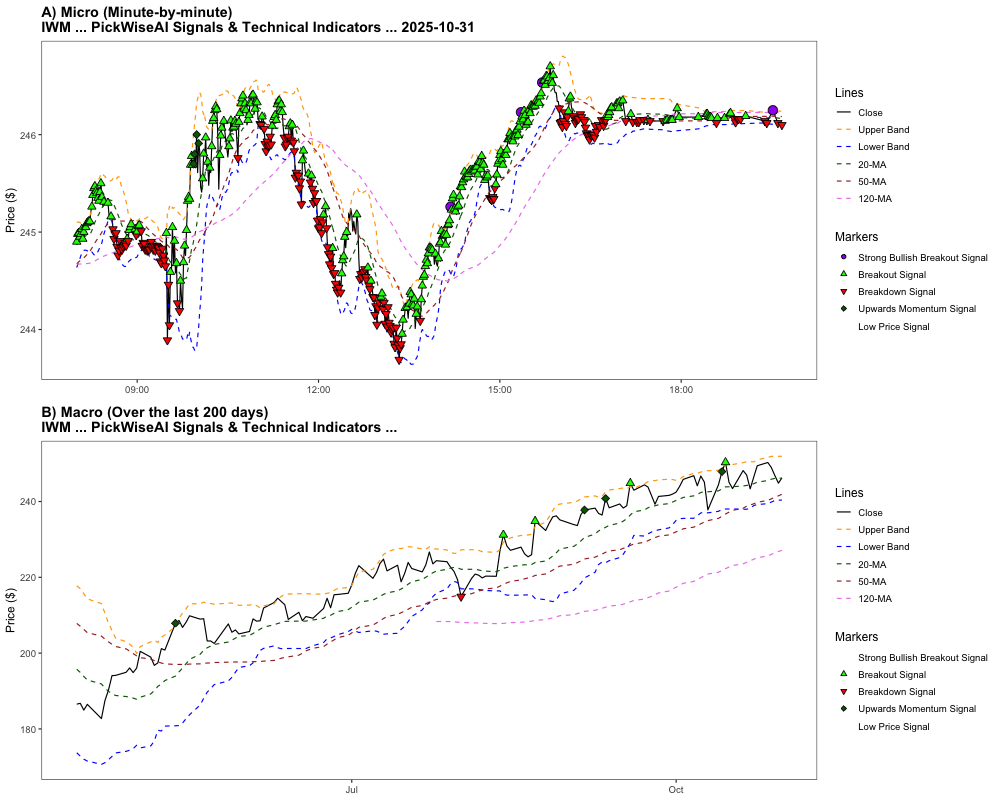 A) Micro (Minute-by-minute)
IWM ... PickWiseAI Signals & Technical Indicators ... 2025-10-31
Price ($)
246
245
244
09:00
12:00
15:00
18:00
Lines
Close
Upper Band
Lower Band
20-MA
50-MA
120-MA
Markers
Strong Bullish Breakout Signal
Breakout Signal
Breakdown Signal
Upwards Momentum Signal
Low Price Signal
B) Macro (Over the last 200 days)
IWM ... PickWiseAI Signals & Technical Indicators ...
Price ($)
240
220
200
180
Jul
Oct
Lines
Close
Upper Band
Lower Band
20-MA
50-MA
120-MA
Markers
Strong Bullish Breakout Signal
Breakout Signal
Breakdown Signal
Upwards Momentum Signal
Low Price Signal